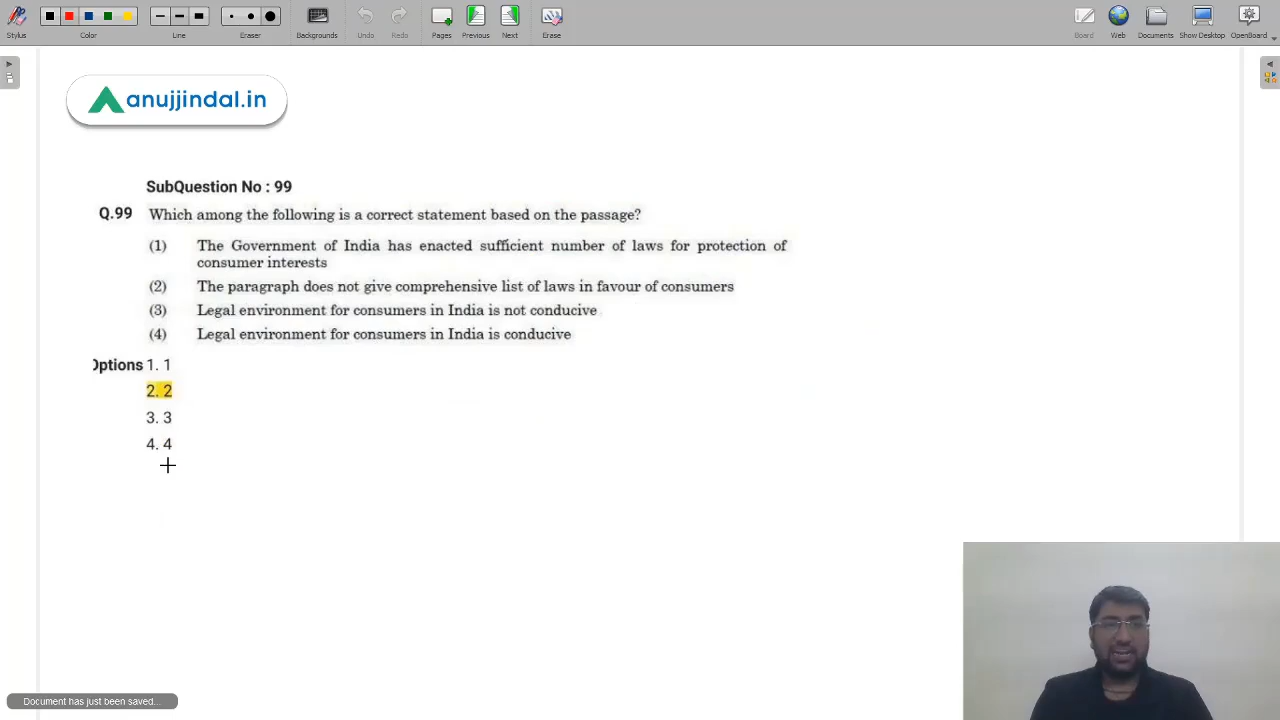 Stylus
Color
Line
Eraser
Backgrounds
Undo
Redo
Pages
Previous
Next
Erase
Board
Web
Documents
Show Desktop
OpenBoard
anujjindal.in
SubQuestion No : 99
Q.99 Which among the following is a correct statement based on the passage?
(1) The Government of India has enacted sufficient number of laws for protection of
consumer interests
(2) The paragraph does not give comprehensive list of laws in favour of consumers
(3) Legal environment for consumers in India is not conducive
(4) Legal environment for consumers in India is conducive
Options 1. 1
2. 2
3. 3
4. 4
Document has just been saved...